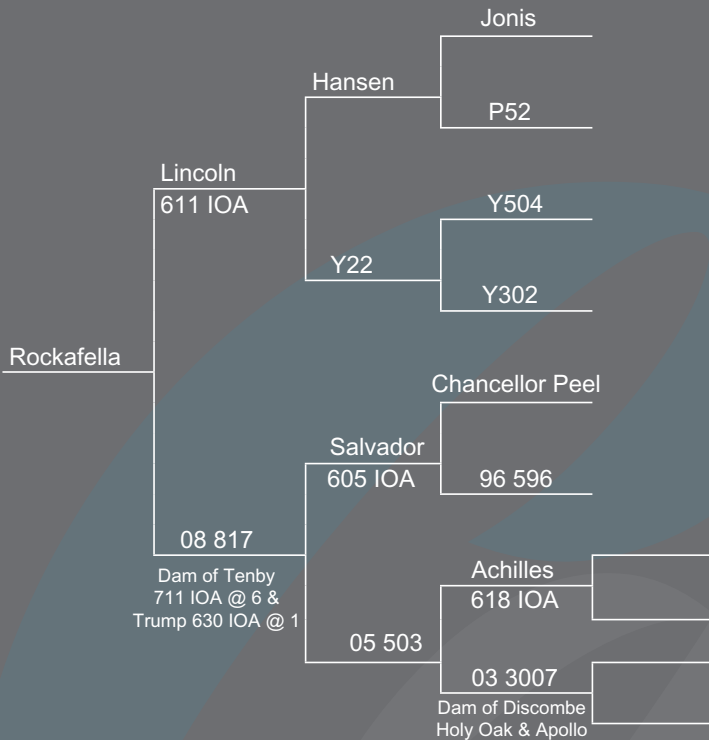 Jonis
Hansen
P52
Lincoln
611 IOA
Y504
Y22
Y302
Rockafella
Chancellor Peel
Salvador
605 IOA
96 596
08 817
Dam of Tenby
711 IOA @ 6 &
Trump 630 IOA @ 1
Achilles
618 IOA
05 503
03 3007
Dam of Discombe
Holy Oak & Apollo